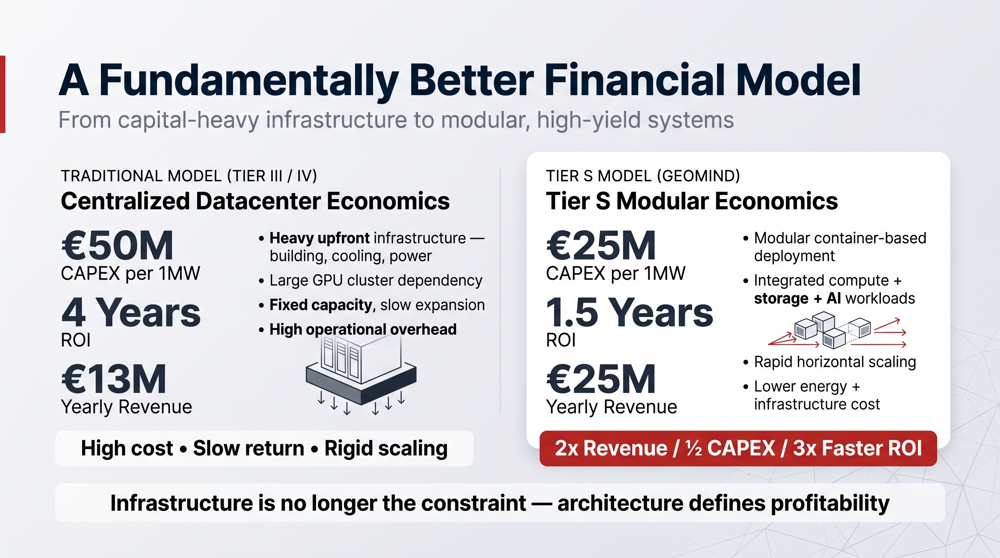 A Fundamentally Better Financial Model
From capital-heavy infrastructure to modular, high-yield systems
TRADITIONAL MODEL (TIER III / IV)
Centralized Datacenter Economics
€50M
CAPEX per 1MW
4 Years
ROI
€13M
Yearly Revenue
• Heavy upfront infrastructure —
building, cooling, power
• Large GPU cluster dependency
• Fixed capacity, slow expansion
• High operational overhead
High cost • Slow return • Rigid scaling
TIER S MODEL (GEOMIND)
Tier S Modular Economics
€25M
CAPEX per 1MW
1.5 Years
ROI
€25M
Yearly Revenue
• Modular container-based
deployment
• Integrated compute +
storage + AI workloads
• Rapid horizontal scaling
• Lower energy +
infrastructure cost
2x Revenue / ½ CAPEX / 3x Faster ROI
Infrastructure is no longer the constraint — architecture defines profitability